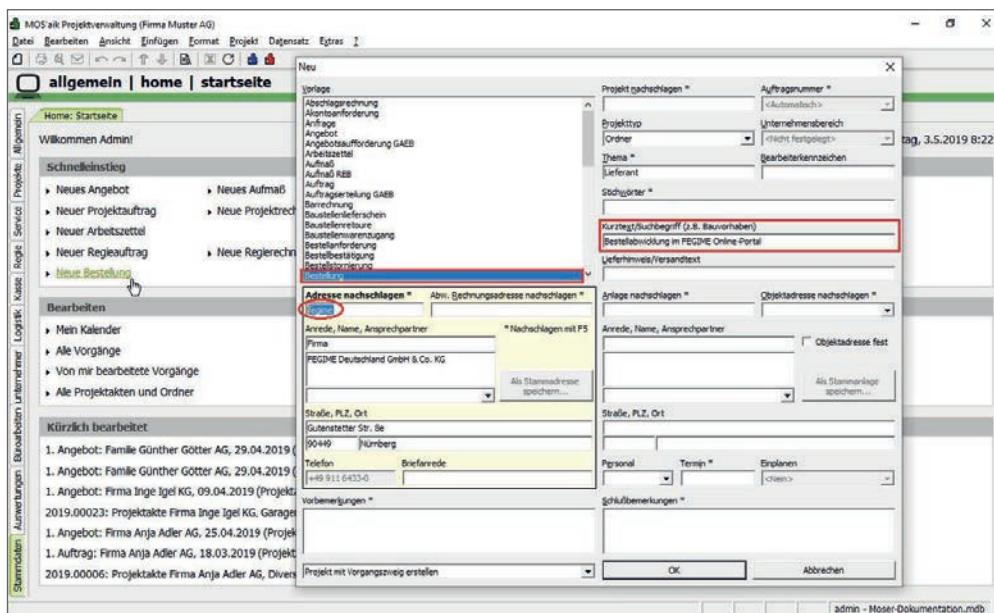 MOS'aik Projektverwaltung (Firma Muster AG)
Datei Bearbeiten Ansicht Einfügen Format Projekt Datensatz Extras ?
allgemein | home | startseite
Home: Startseite
Willkommen Admin!
tag, 3.5.2019 8:22
Schnelleinstieg
Neues Angebot
Neues Aufmaß
Neuer Projektauftrag
Neue Projektrech
Neuer Arbeitszettel
Neuer Regieauftrag
Neue Regierechn
Neue Bestellung
Bearbeiten
Mein Kalender
Alle Vorgänge
Von mir bearbeitete Vorgänge
Alle Projektakten und Ordner
Kürzlich bearbeitet
1. Angebot: Familie Günther Götter AG, 29.04.2019 (
1. Angebot: Familie Günther Götter AG, 29.04.2019 (
1. Angebot: Firma Inge Igel KG, 09.04.2019 (Projekt
2019.00023: Projektakte Firma Inge Igel KG, Garage
1. Angebot: Firma Anja Adler AG, 25.04.2019 (Projek
1. Auftrag: Firma Anja Adler AG, 18.03.2019 (Projekt
2019.00006: Projektakte Firma Anja Adler AG, Divers
Allgemein
Projekte
Service
Regie
Kasse
Logistik
Unternehmer
Büroarbeiten
Auswertungen
Stammdaten
Neu
Vorlage
Abschlagsrechnung
Akontoanforderung
Anfrage
Angebot
Angebotsaufforderung GAEB
Arbeitszettel
Aufmaß
Aufmaß REB
Auftrag
Auftragserteilung GAEB
Barrechnung
Baustellenlieferschein
Baustellenretoure
Baustellenwarenzugang
Bestellanforderung
Bestellbestätigung
Bestellstornierung
Bestellung
Adresse nachschlagen *
Abw. Rechnungsadresse nachschlagen *
Fegime
Anrede, Name, Ansprechpartner
* Nachschlagen mit F5
Firma
FEGIME Deutschland GmbH & Co. KG
Als Stammadresse speichern...
Straße, PLZ, Ort
Gutenstetter Str. 8e
90449 Nürnberg
Telefon
Briefanrede
+49 911 6433-0
Vorbemerkungen *
Projekt mit Vorgangszweig erstellen
Projekt nachschlagen *
Auftragsnummer *
<Automatisch>
Projekttyp
Unternehmensbereich
Ordner
<Nicht festgelegt>
Thema *
Bearbeiterkennzeichen
Lieferant
Stichwörter *
Kurztext/Suchbegriff (z.B. Bauvorhaben)
Bestellabwicklung im FEGIME Online-Portal
Lieferhinweis/Versandtext
Anlage nachschlagen *
Objektadresse nachschlagen *
Anrede, Name, Ansprechpartner
Objektadresse fest
Als Stammanlage speichern...
Straße, PLZ, Ort
Personal
Termin *
Einplanen
<Nein>
Schlußbemerkungen *
OK
Abbrechen
admin - Moser-Dokumentation.mdb